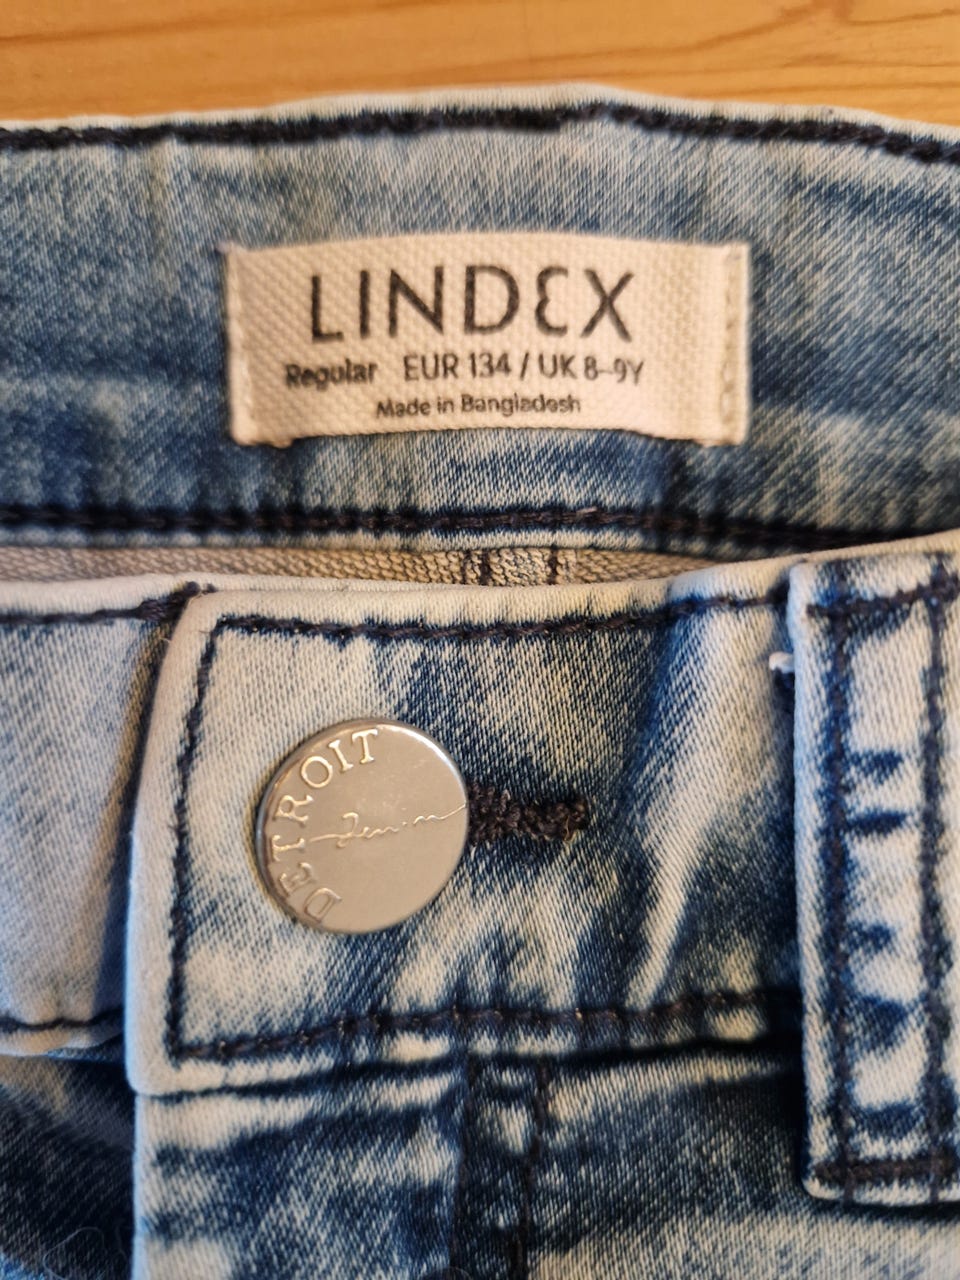 LINDEX
Regular EUR 134 / UK 8-9Y
Made in Bangladesh
DETROIT
Denim